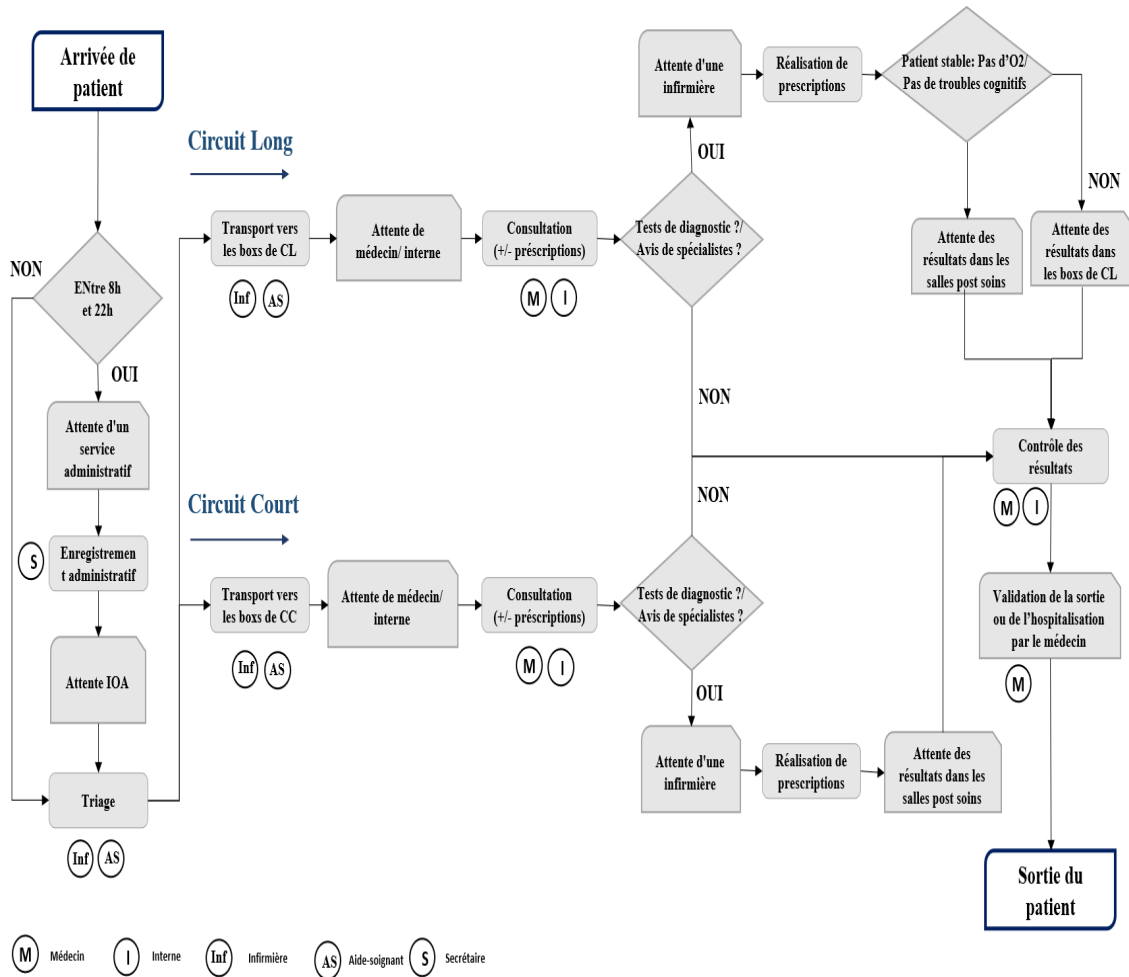 Arrivée de
patient
NON
ENtre 8h
et 22h
OUI
Attente d'un
service
administratif
S
Enregistremen
t administratif
Attente IOA
Triage
Inf
AS
Circuit Long
Transport vers
les boxs de CL
Inf
AS
Attente de
médecin/ interne
Consultation
(+/- préscriptions)
M
I
Tests de diagnostic ?/
Avis de spécialistes ?
OUI
Attente d'une
infirmière
Réalisation de
prescriptions
Patient stable: Pas d'O2/
Pas de troubles cognitifs
NON
Attente des
résultats dans les
salles post soins
Attente des
résultats dans
les boxs de CL
NON
Circuit Court
Transport vers
les boxs de CC
Inf
AS
Attente de médecin/
interne
Consultation
(+/- préscriptions)
M
I
NON
Tests de diagnostic ?/
Avis de spécialistes ?
OUI
Attente d'une
infirmière
Réalisation de
prescriptions
Attente des
résultats dans les
salles post soins
Contrôle des
résultats
M
I
Validation de la sortie
ou de l'hospitalisation
par le médecin
M
Sortie du
patient
M Médecin
I Interne
Inf Infirmière
AS Aide-soignant
S Secrétaire